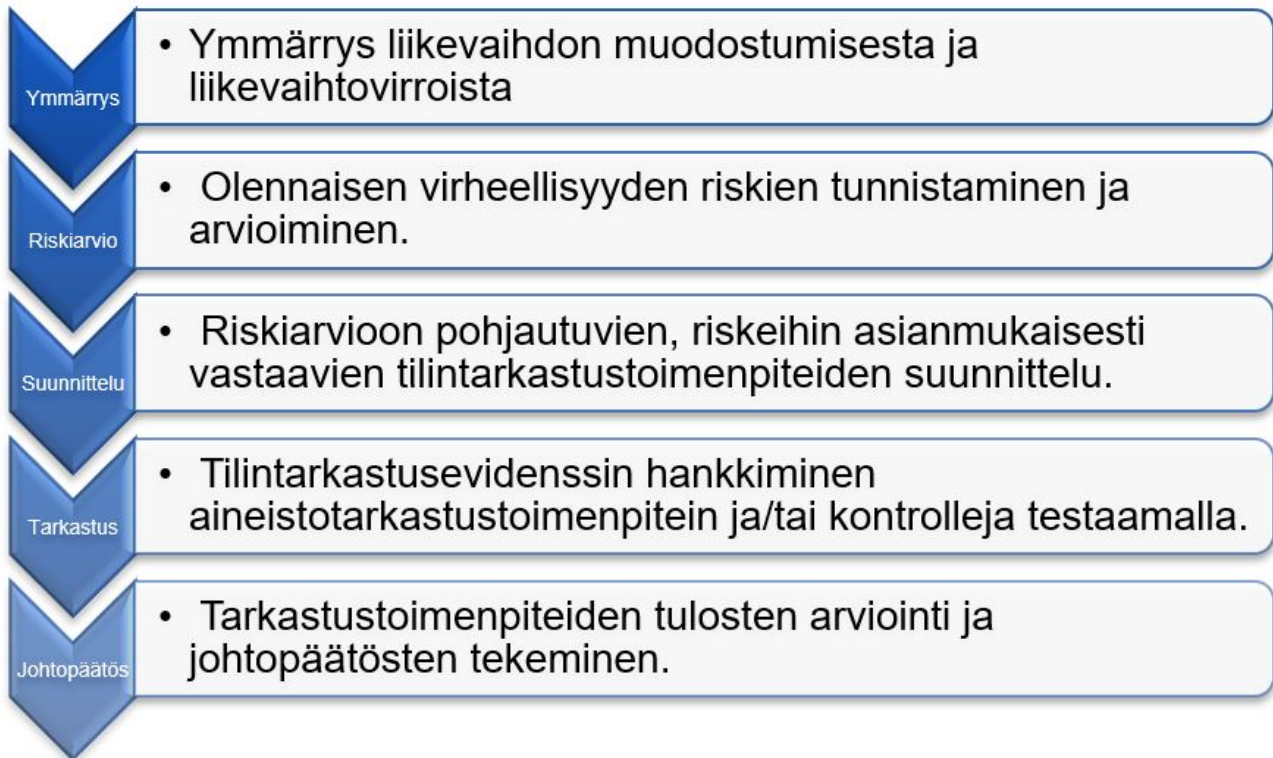 Ymmärrys
• Ymmärrys liikevaihdon muodostumisesta ja
liikevaihtovirroista
Riskiarvio
• Olennaisen virheellisyyden riskien tunnistaminen ja
arvioiminen.
Suunnittelu
• Riskiarvioon pohjautuvien, riskeihin asianmukaisesti
vastaavien tilintarkastustoimenpiteiden suunnittelu.
Tarkastus
• Tilintarkastusevidenssin hankkiminen
aineistotarkastustoimenpitein ja/tai kontrolleja testaamalla.
Johtopäätös
• Tarkastustoimenpiteiden tulosten arviointi ja
johtopäätösten tekeminen.